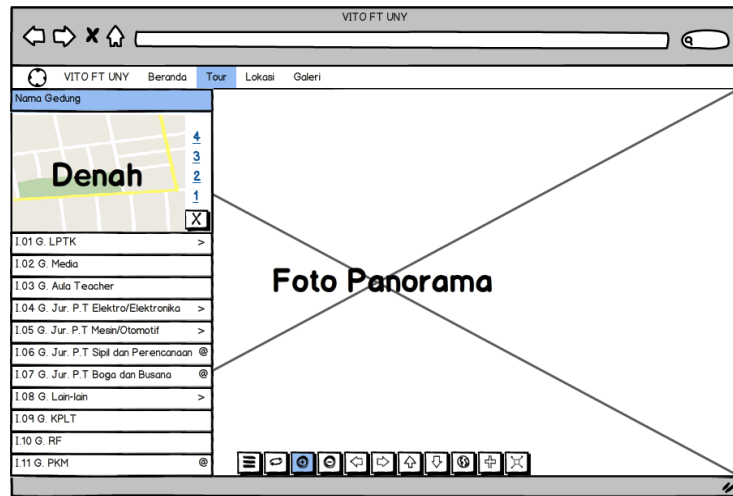 VITO FT UNY
VITO FT UNY Beranda Tour Lokasi Galeri
Nama Gedung
4
3
2
1
Denah
X
I.01 G. LPTK >
I.02 G. Media
I.03 G. Aula Teacher
I.04 G. Jur. P.T Elektro/Elektronika >
I.05 G. Jur. P.T Mesin/Otomotif >
I.06 G. Jur. P.T Sipil dan Perencanaan @
I.07 G. Jur. P.T Boga dan Busana @
I.08 G. Lain-lain >
I.09 G. KPLT
I.10 G. RF
I.11 G. PKM @
Foto Panorama